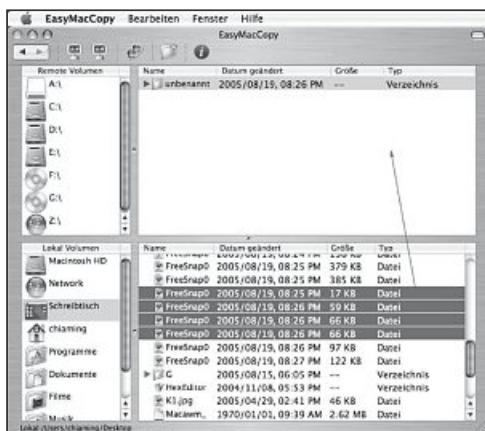 EasyMacCopy Bearbeiten Fenster Hilfe
EasyMacCopy
Remote Volumen
A:\
C:\
D:\
E:\
F:\
G:\
Z:\
Name Datum geändert Größe Typ
unbenannt 2005/08/19, 08:26 PM -- Verzeichnis
Lokal Volumen
Macintosh HD
Network
Schreibtisch
chiaming
Programme
Dokumente
Filme
Musik
Name Datum geändert Größe Typ
FreeSnap0 2005/08/19, 08:25 PM 379 KB Datei
FreeSnap0 2005/08/19, 08:25 PM 385 KB Datei
FreeSnap0 2005/08/19, 08:25 PM 17 KB Datei
FreeSnap0 2005/08/19, 08:26 PM 59 KB Datei
FreeSnap0 2005/08/19, 08:26 PM 66 KB Datei
FreeSnap0 2005/08/19, 08:26 PM 66 KB Datei
FreeSnap0 2005/08/19, 08:26 PM 97 KB Datei
FreeSnap0 2005/08/19, 08:27 PM 122 KB Datei
G 2005/08/15, 06:05 PM -- Verzeichnis
HexEditor 2004/11/08, 05:53 PM -- Verzeichnis
K1.jpg 2005/04/29, 02:41 PM 46 KB Datei
Macawm_ 1970/01/01, 09:39 AM 2.62 MB Datei
Lokal:/Users/chiaming/Desktop